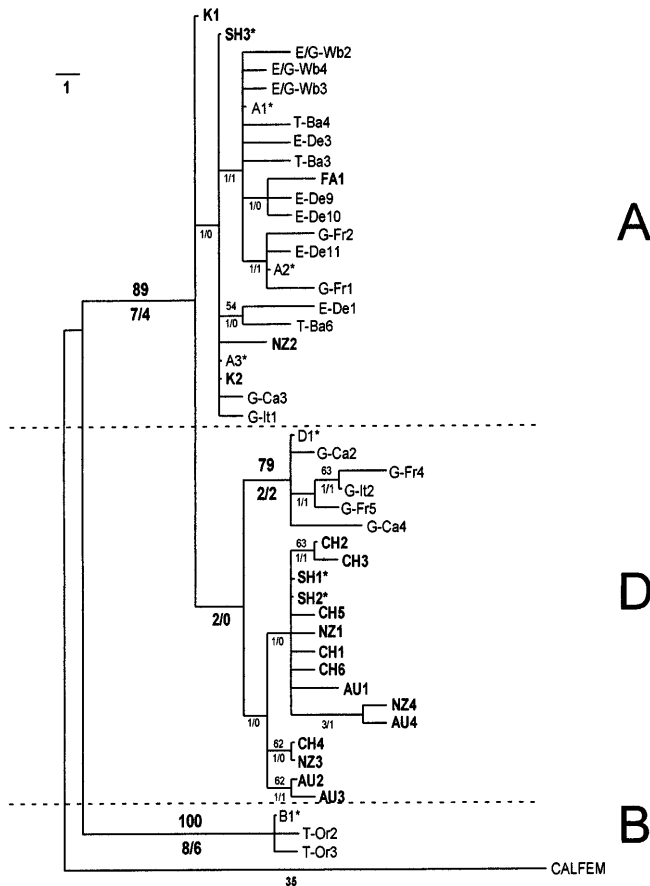 K1
SH3*
E/G-Wb2
1
E/G-Wb4
E/G-Wb3
A1*
T-Ba4
E-De3
T-Ba3
1/1
FA1
E-De9
1/0
E-De10
A
1/0
G-Fr2
E-De11
1/1
A2*
G-Fr1
89
7/4
54
E-De1
1/0
T-Ba6
NZ2
A3*
K2
G-Ca3
G-It1
D1*
G-Ca2
79
2/2
63
G-Fr4
1/1
G-It2
1/1
G-Fr5
G-Ca4
63
CH2
1/1
CH3
SH1*
SH2*
D
CH5
2/0
NZ1
1/0
CH1
CH6
AU1
NZ4
3/1
AU4
1/0
62
CH4
1/0
NZ3
62
AU2
1/1
AU3
100
8/6
B1*
T-Or2
T-Or3
B
CALFEM
35